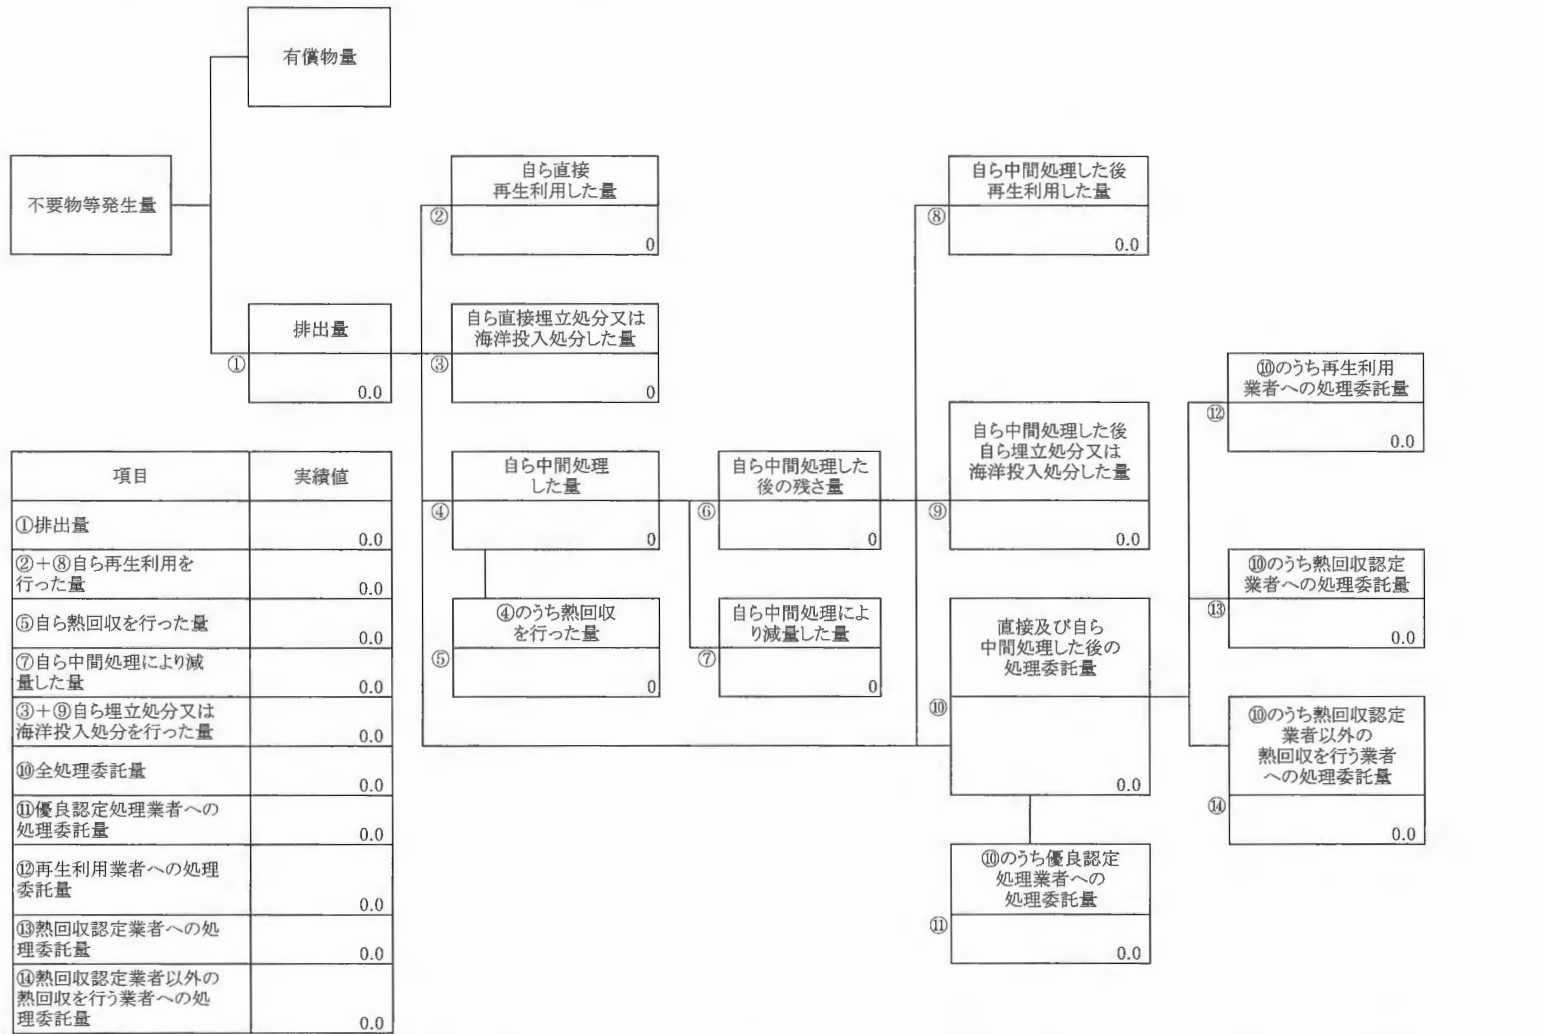 有償物量
不要物等発生量
自ら直接
再生利用した量
②
0
自ら中間処理した後
再生利用した量
⑧
0.0
排出量
①
0.0
自ら直接埋立処分又は
海洋投入処分した量
③
0
⑩のうち再生利用
業者への処理委託量
⑫
0.0
自ら中間処理
した量
④
0
自ら中間処理した
後の残さ量
⑥
0
自ら中間処理した後
自ら埋立処分又は
海洋投入処分した量
⑨
0.0
⑩のうち熱回収認定
業者への処理委託量
⑬
0.0
④のうち熱回収
を行った量
⑤
0
自ら中間処理によ
り減量した量
⑦
0
直接及び自ら
中間処理した後の
処理委託量
⑩
0.0
⑩のうち熱回収認定
業者以外の
熱回収を行う業者
への処理委託量
⑭
0.0
⑩のうち優良認定
処理業者への
処理委託量
⑪
0.0
項目
実績値
①排出量
0.0
②+⑧自ら再生利用を
行った量
0.0
⑤自ら熱回収を行った量
0.0
⑦自ら中間処理により減
量した量
0.0
③+⑨自ら埋立処分又は
海洋投入処分を行った量
0.0
⑩全処理委託量
0.0
⑪優良認定処理業者への
処理委託量
0.0
⑫再生利用業者への処理
委託量
0.0
⑬熱回収認定業者への処
理委託量
0.0
⑭熱回収認定業者以外の
熱回収を行う業者への処
理委託量
0.0